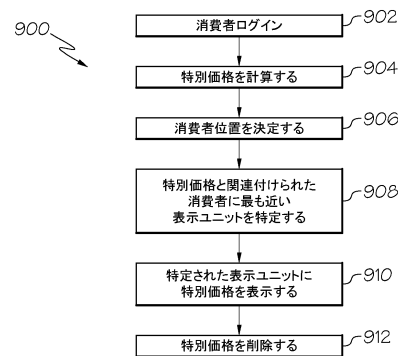 900
消費者ログイン
902
特別価格を計算する
904
消費者位置を決定する
906
特別価格と関連付けられた
消費者に最も近い
表示ユニットを特定する
908
特定された表示ユニットに
特別価格を表示する
910
特別価格を削除する
912